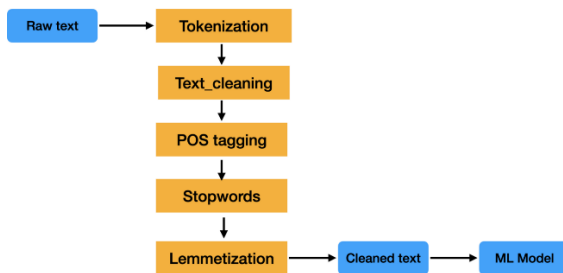 Raw text
Tokenization
Text_cleaning
POS tagging
Stopwords
Lemmetization
Cleaned text
ML Model